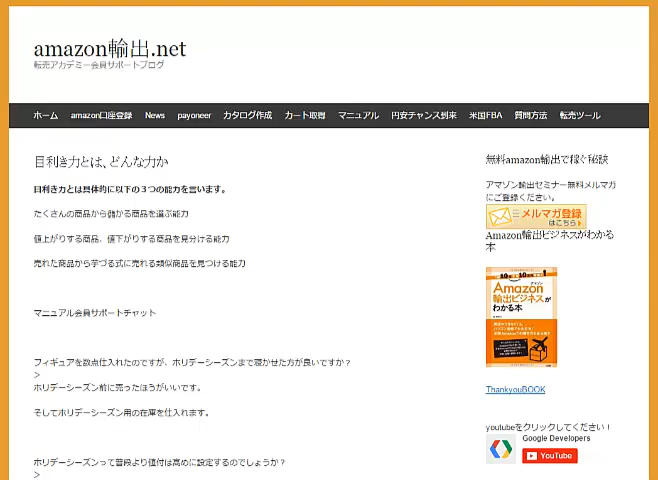 amazon輸出.net
転売アカデミー会員サポートブログ
ホーム amazon口座登録 News payoneer カタログ作成 カート取得 マニュアル 円安チャンス到来 米国FBA 質問方法 転売ツール
目利き力とは、どんな力か
目利き力とは具体的に以下の３つの能力を言います。
たくさんの商品から儲かる商品を選ぶ能力
値上がりする商品、値下がりする商品を見分ける能力
売れた商品から芋づる式に売れる類似商品を見つける能力
マニュアル会員サポートチャット
フィギュアを数点仕入れたのですが、ホリデーシーズンまで寝かせた方が良いですか？
>
ホリデーシーズン前に売ったほうがいいです。
そしてホリデーシーズン用の在庫を仕入れます。
ホリデーシーズンって普段より値付は高めに設定するのでしょうか？
>
無料amazon輸出で稼ぐ秘訣
アマゾン輸出セミナー無料メルマガ
にご登録ください。
メルマガ登録
はこちら
Amazon輸出ビジネスがわかる
本
Amazon
輸出ビジネスが
わかる本
ThankyouBOOK
youtubeをクリックしてください！
Google Developers
YouTube